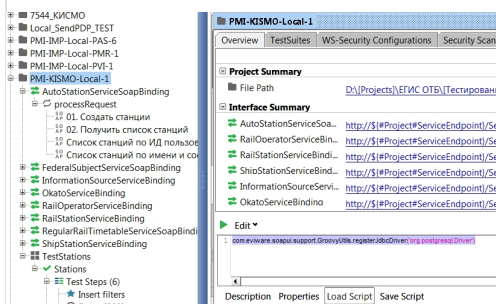 7544_КИСМО
Local_SendPDP_TEST
PMI-IMP-Local-PAS-6
PMI-IMP-Local-PMR-1
PMI-IMP-Local-PVI-1
PMI-KISMO-Local-1
AutoStationServiceSoapBinding
processRequest
01. Создать станции
02. Получить список станций
Список станций по ИД пользов
Список станций по имени и со
FederalSubjectServiceSoapBinding
InformationSourceServiceBinding
OkatoServiceBinding
RailOperatorServiceBinding
RailStationServiceBinding
RegularRailTimetableServiceSoapBindi
ShipStationServiceBinding
TestStations
Stations
Test Steps (6)
Insert filters
PMI-KISMO-Local-1
Overview TestSuites WS-Security Configurations Security Scan
Project Summary
File Path D:\[Projects]\ЕГИС ОТБ\[Тестирован
Interface Summary
AutoStationServiceSoa... http://${#Project#ServiceEndpoint}/Se
RailOperatorServiceBin... http://${#Project#ServiceEndpoint}/Se
RailStationServiceBindi... http://${#Project#ServiceEndpoint}/Se
ShipStationServiceBind... http://${#Project#ServiceEndpoint}/Se
InformationSourceServi... http://${#Project#ServiceEndpoint}/Se
OkatoServiceBinding http://${#Project#ServiceEndpoint}/Se
Edit
1 com.eviware.soapui.support.GroovyUtils.registerJdbcDriver('org.postgresql.Driver')
Description Properties Load Script Save Script